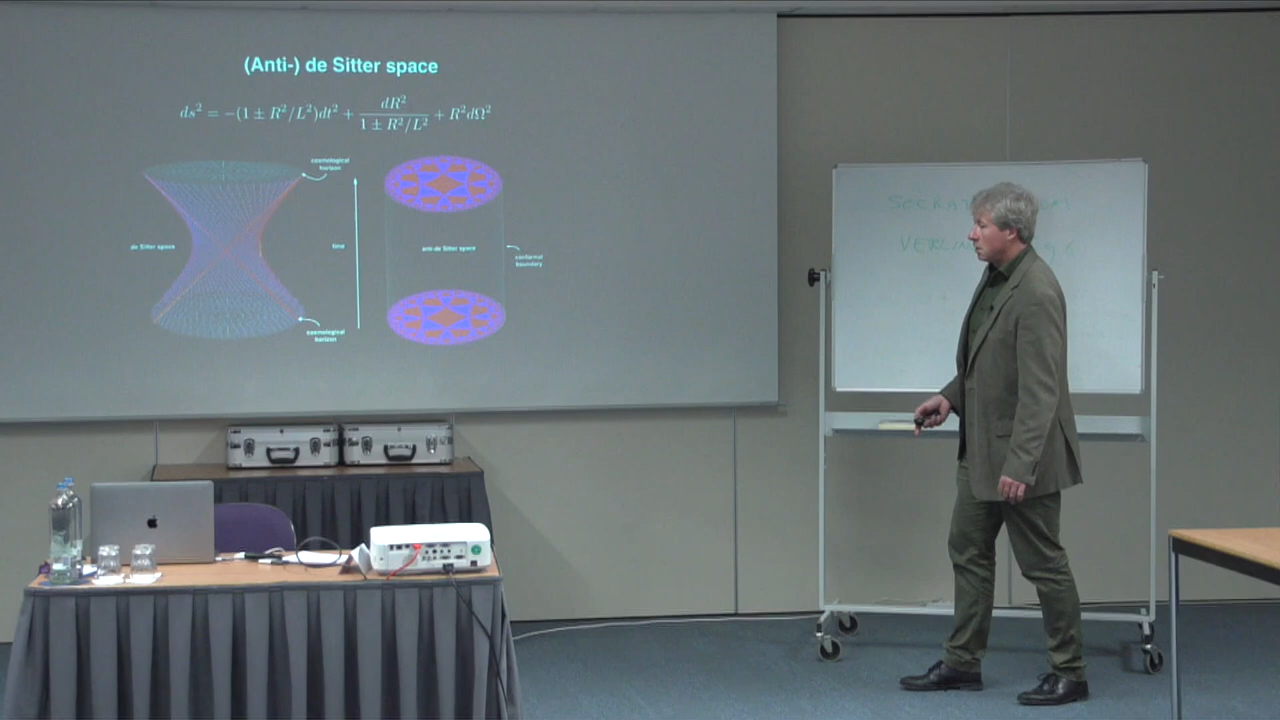 (Anti-) de Sitter space
ds² = -(1 ± R²/L²)dt² + dR²/(1 ± R²/L²) + R²dΩ²
cosmological
horizon
de Sitter space
time
anti-de Sitter space
conformal
boundary
cosmological
horizon